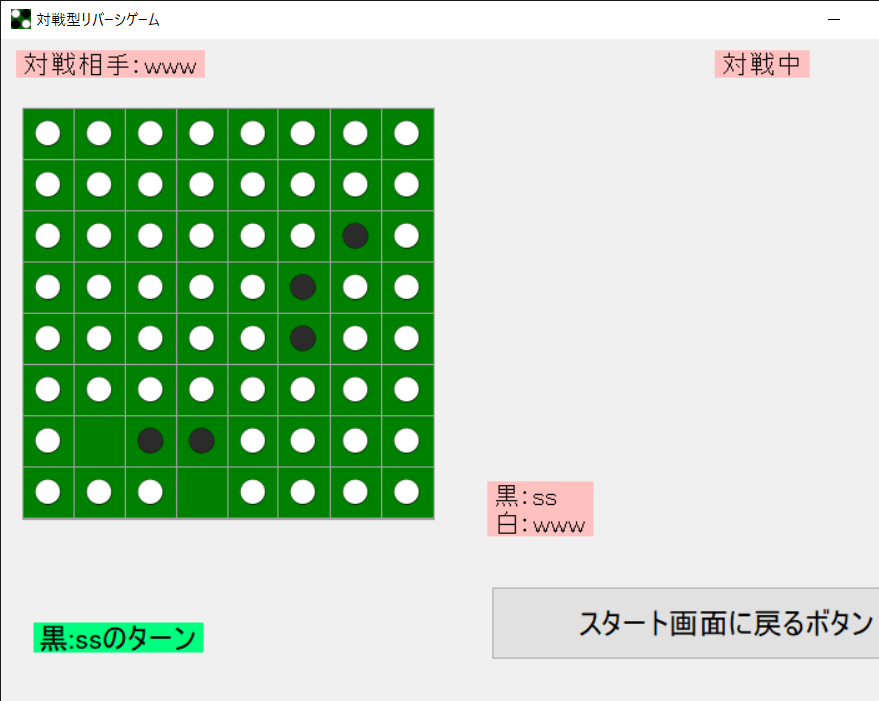 対戦型リバーシゲーム
対戦相手:www
対戦中
黒:ss
白:www
黒:ssのターン
スタート画面に戻るボタン